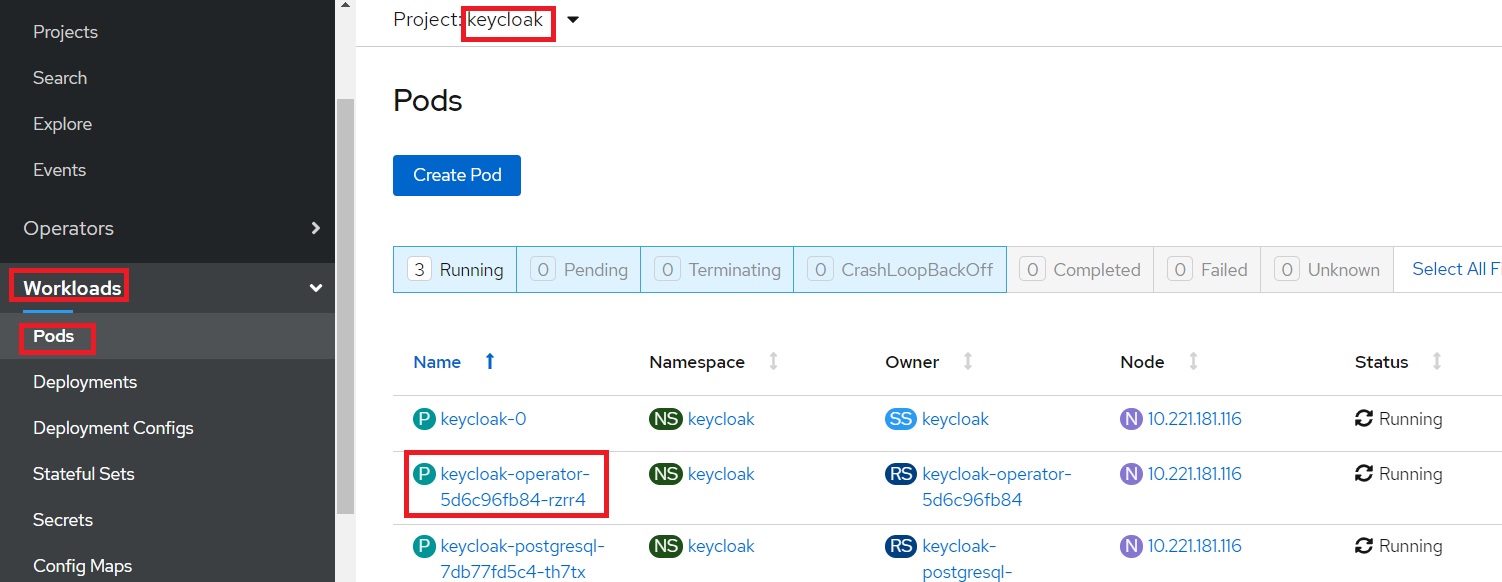 Projects
Search
Explore
Events
Operators
Workloads
Pods
Deployments
Deployment Configs
Stateful Sets
Secrets
Config Maps
Project: keycloak
Pods
Create Pod
3 Running 0 Pending 0 Terminating 0 CrashLoopBackOff 0 Completed 0 Failed 0 Unknown Select All
Name Namespace Owner Node Status
P keycloak-0 NS keycloak SS keycloak N 10.221.181.116 Running
P keycloak-operator- NS keycloak RS keycloak-operator- N 10.221.181.116 Running
5d6c96fb84-rzrr4 5d6c96fb84
P keycloak-postgresql- NS keycloak RS keycloak- N 10.221.181.116 Running
7db77fd5c4-th7tx postgresql-